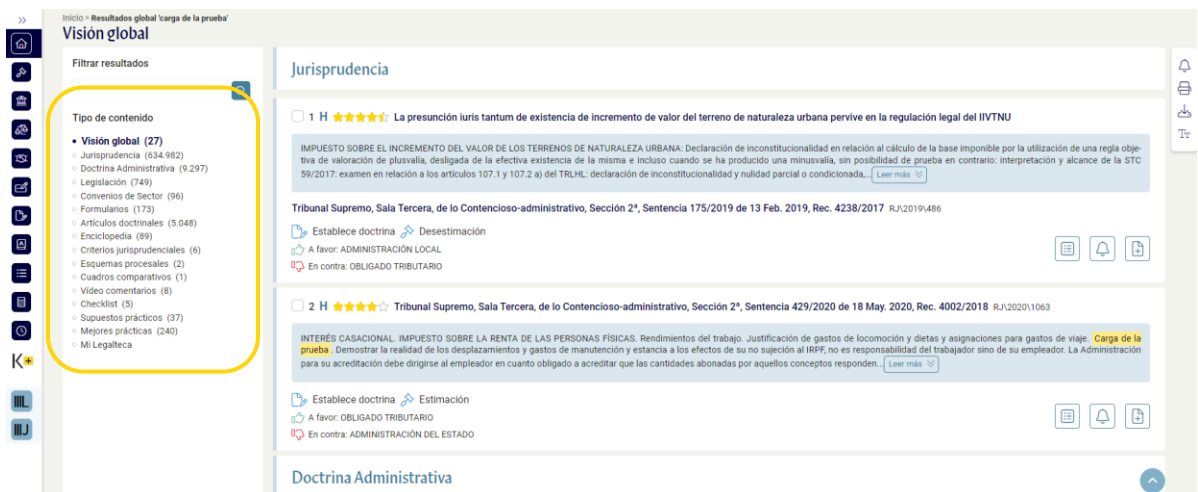 Inicio > Resultados global 'carga de la prueba'
Visión global
Filtrar resultados
Tipo de contenido
Visión global (27)
Jurisprudencia (634.982)
Doctrina Administrativa (9.297)
Legislación (749)
Convenios de Sector (96)
Formularios (173)
Artículos doctrinales (5.048)
Enciclopedia (89)
Criterios jurisprudenciales (6)
Esquemas procesales (2)
Cuadros comparativos (1)
Vídeo comentarios (8)
Checklist (5)
Supuestos prácticos (37)
Mejores prácticas (240)
Mi Legalteca
Jurisprudencia
1 H La presunción iuris tantum de existencia de incremento de valor del terreno de naturaleza urbana pervive en la regulación legal del IIVTNU
IMPUESTO SOBRE EL INCREMENTO DEL VALOR DE LOS TERRENOS DE NATURALEZA URBANA: Declaración de inconstitucionalidad en relación al cálculo de la base imponible por la utilización de una regla obje-
tiva de valoración de plusvalía, desligada de la efectiva existencia de la misma e incluso cuando se ha producido una minusvalía, sin posibilidad de prueba en contrario: interpretación y alcance de la STC
59/2017: examen en relación a los artículos 107.1 y 107.2 a) del TRLHL: declaración de inconstitucionalidad y nulidad parcial o condicionada,... Leer más
Tribunal Supremo, Sala Tercera, de lo Contencioso-administrativo, Sección 2ª, Sentencia 175/2019 de 13 Feb. 2019, Rec. 4238/2017 RJ\2019\486
Establece doctrina Desestimación
A favor: ADMINISTRACIÓN LOCAL
En contra: OBLIGADO TRIBUTARIO
2 H Tribunal Supremo, Sala Tercera, de lo Contencioso-administrativo, Sección 2ª, Sentencia 429/2020 de 18 May. 2020, Rec. 4002/2018 RJ\2020\1063
INTERÉS CASACIONAL. IMPUESTO SOBRE LA RENTA DE LAS PERSONAS FÍSICAS. Rendimientos del trabajo. Justificación de gastos de locomoción y dietas y asignaciones para gastos de viaje. Carga de la
prueba . Demostrar la realidad de los desplazamientos y gastos de manutención y estancia a los efectos de su no sujeción al IRPF, no es responsabilidad del trabajador sino de su empleador. La Administración
para su acreditación debe dirigirse al empleador en cuanto obligado a acreditar que las cantidades abonadas por aquellos conceptos responden... Leer más
Establece doctrina Estimación
A favor: OBLIGADO TRIBUTARIO
En contra: ADMINISTRACIÓN DEL ESTADO
Doctrina Administrativa
K+
L
J
Tт